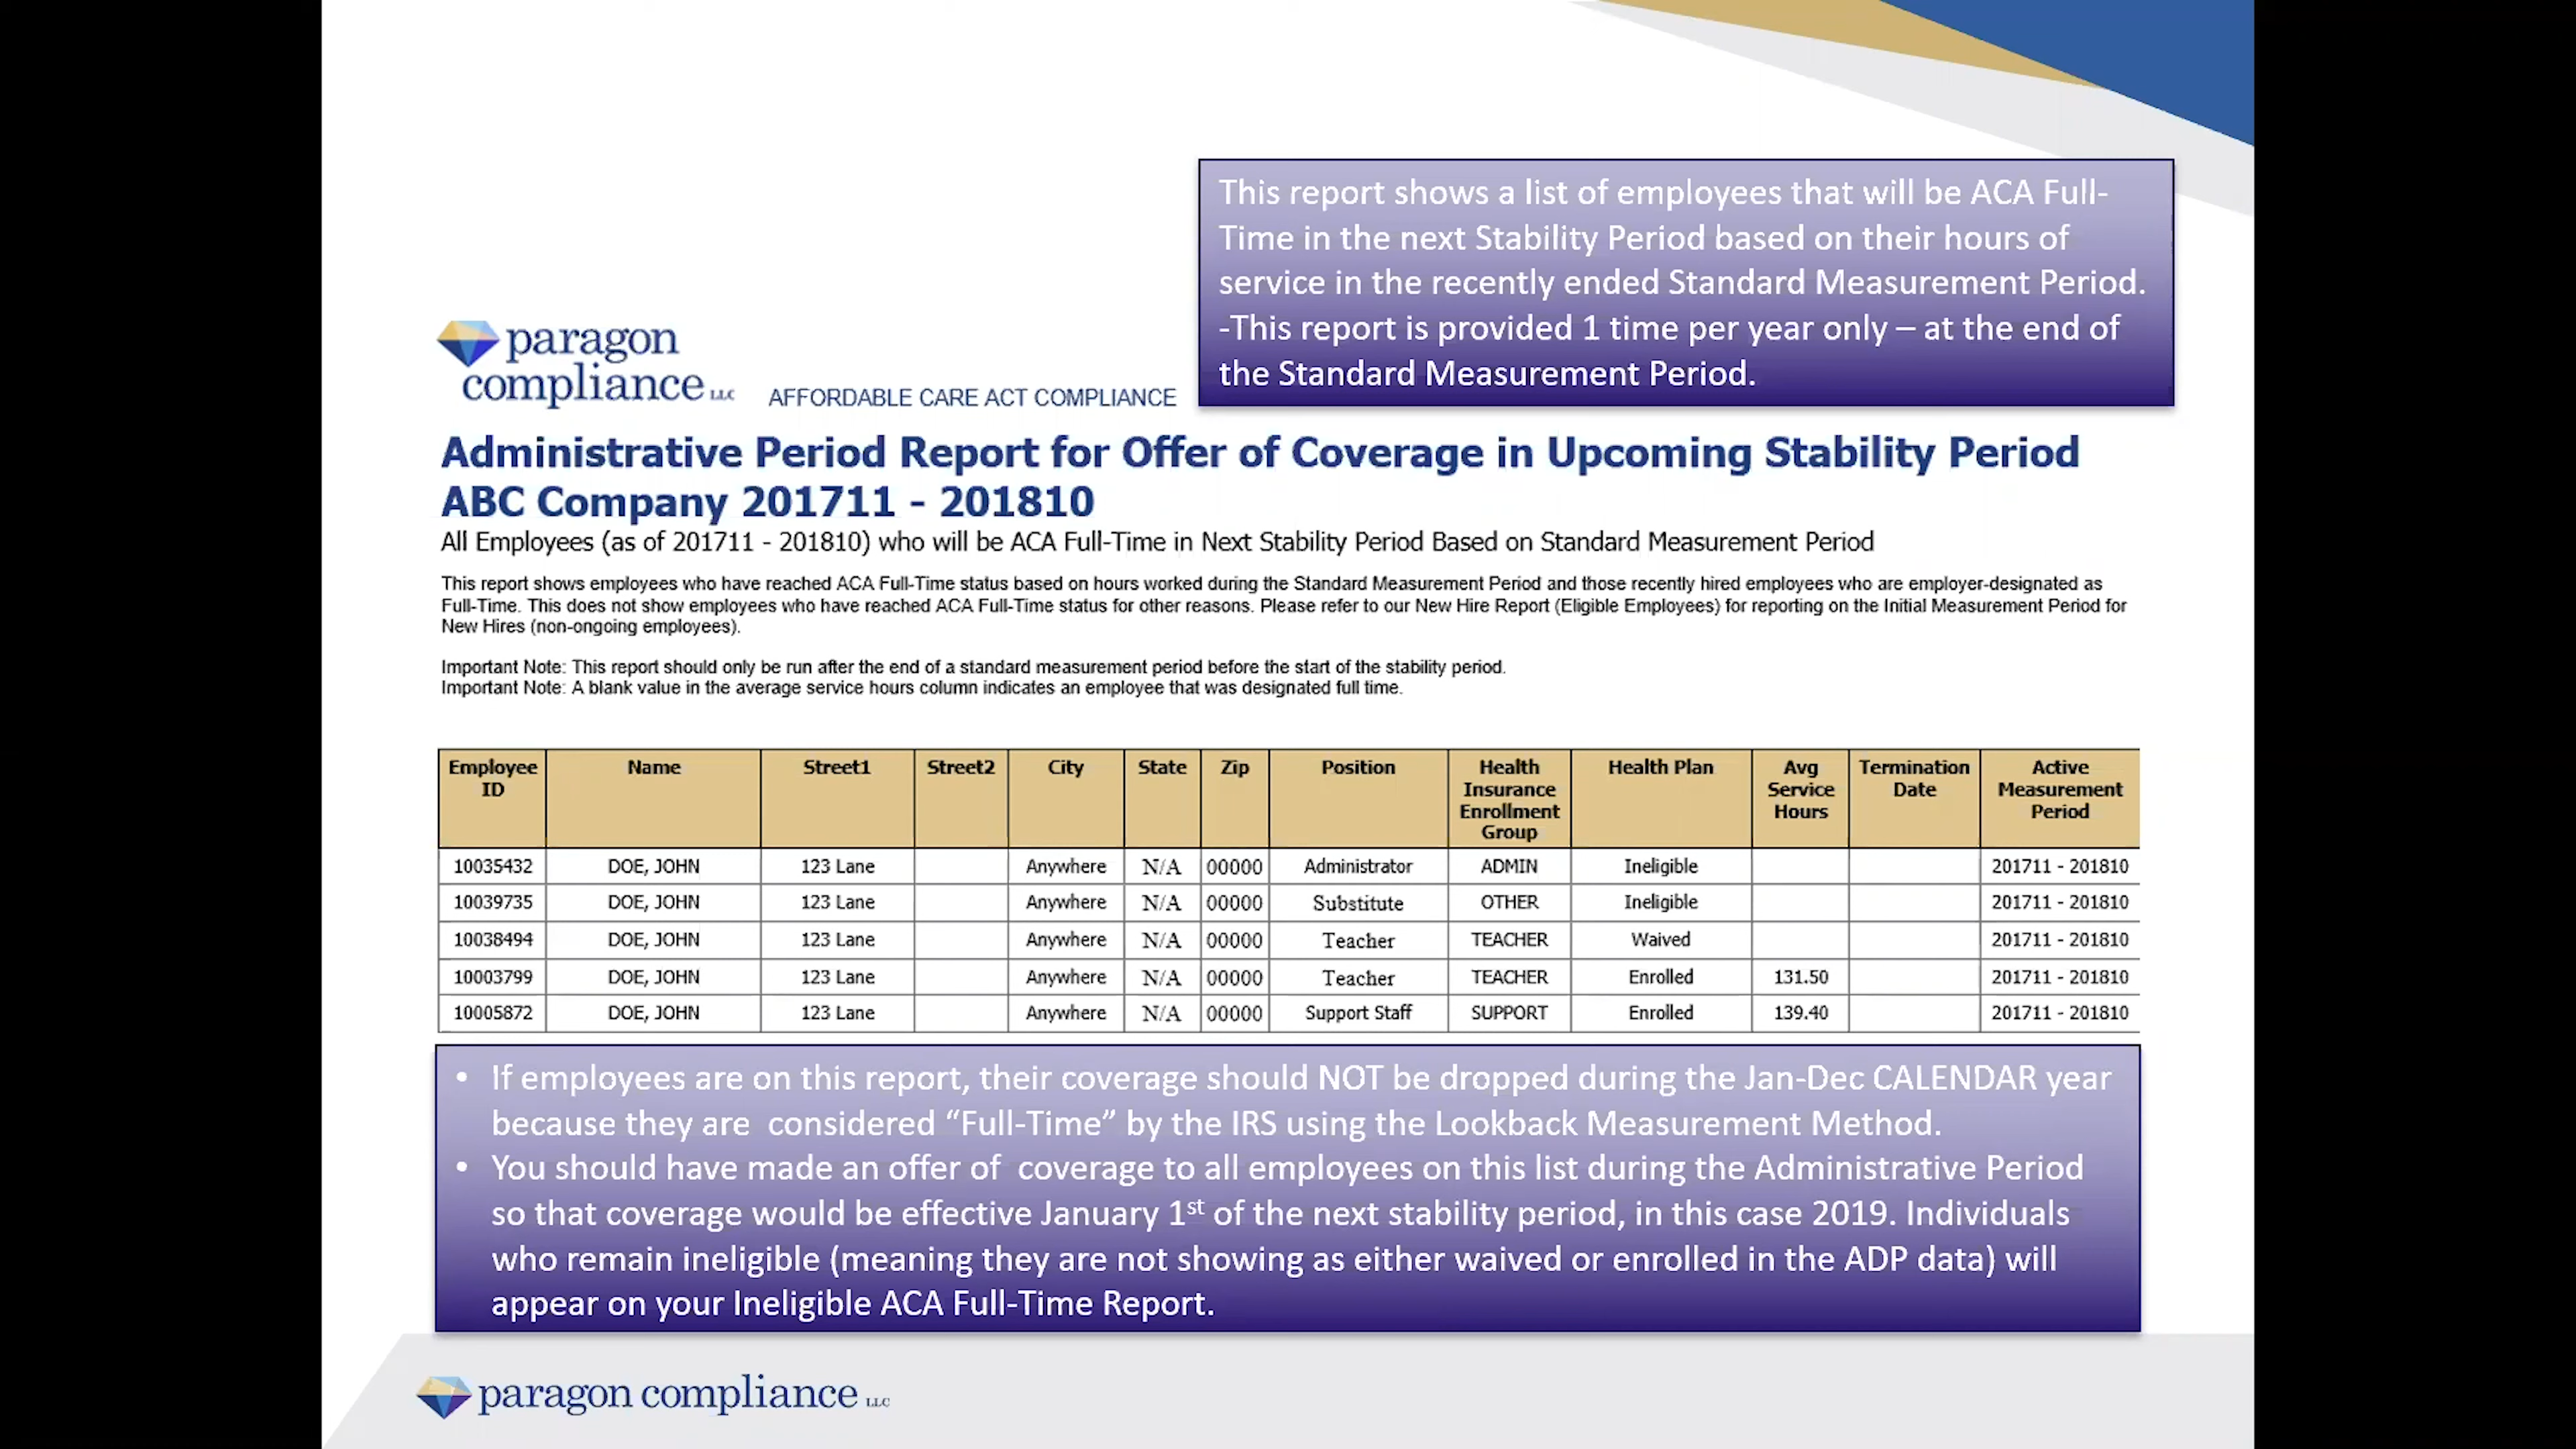 This report shows a list of employees that will be ACA Full-
Time in the next Stability Period based on their hours of
service in the recently ended Standard Measurement Period.
-This report is provided 1 time per year only – at the end of
the Standard Measurement Period.
paragon
compliance LLC AFFORDABLE CARE ACT COMPLIANCE
Administrative Period Report for Offer of Coverage in Upcoming Stability Period
ABC Company 201711 - 201810
All Employees (as of 201711 - 201810) who will be ACA Full-Time in Next Stability Period Based on Standard Measurement Period
This report shows employees who have reached ACA Full-Time status based on hours worked during the Standard Measurement Period and those recently hired employees who are employer-designated as
Full-Time. This does not show employees who have reached ACA Full-Time status for other reasons. Please refer to our New Hire Report (Eligible Employees) for reporting on the Initial Measurement Period for
New Hires (non-ongoing employees).
Important Note: This report should only be run after the end of a standard measurement period before the start of the stability period.
Important Note: A blank value in the average service hours column indicates an employee that was designated full time.
Employee ID Name Street1 Street2 City State Zip Position Health Insurance Enrollment Group Health Plan Avg Service Hours Termination Date Active Measurement Period
10035432 DOE, JOHN 123 Lane Anywhere N/A 00000 Administrator ADMIN Ineligible 201711 - 201810
10039735 DOE, JOHN 123 Lane Anywhere N/A 00000 Substitute OTHER Ineligible 201711 - 201810
10038494 DOE, JOHN 123 Lane Anywhere N/A 00000 Teacher TEACHER Waived 201711 - 201810
10003799 DOE, JOHN 123 Lane Anywhere N/A 00000 Teacher TEACHER Enrolled 131.50 201711 - 201810
10005872 DOE, JOHN 123 Lane Anywhere N/A 00000 Support Staff SUPPORT Enrolled 139.40 201711 - 201810
• If employees are on this report, their coverage should NOT be dropped during the Jan-Dec CALENDAR year
because they are considered “Full-Time” by the IRS using the Lookback Measurement Method.
• You should have made an offer of coverage to all employees on this list during the Administrative Period
so that coverage would be effective January 1st of the next stability period, in this case 2019. Individuals
who remain ineligible (meaning they are not showing as either waived or enrolled in the ADP data) will
appear on your Ineligible ACA Full-Time Report.
paragon compliance LLC